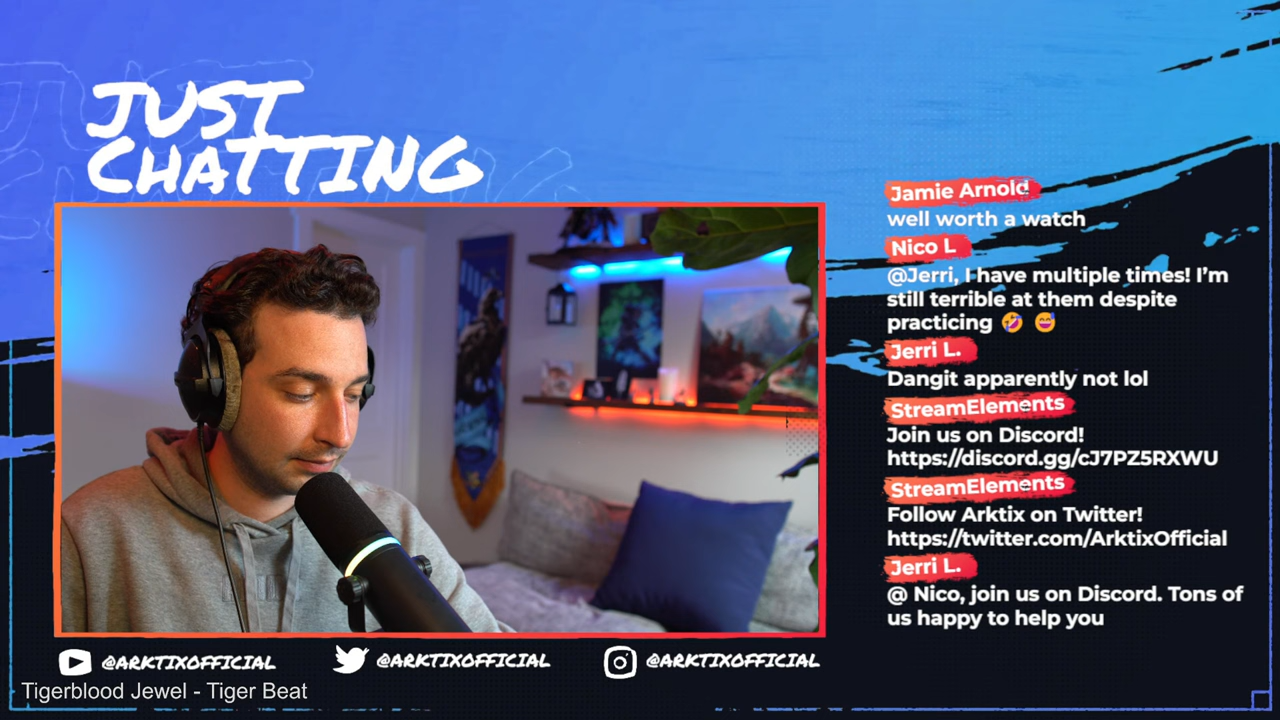 JUST
CHATTING
Jamie Arnold
well worth a watch
Nico L
@Jerri, I have multiple times! I'm
still terrible at them despite
practicing 🤣 😅
Jerri L.
Dangit apparently not lol
StreamElements
Join us on Discord!
https://discord.gg/cJ7PZ5RXWU
StreamElements
Follow Arktix on Twitter!
https://twitter.com/ArktixOfficial
Jerri L.
@ Nico, join us on Discord. Tons of
us happy to help you
@ARKTIXOFFICIAL
@ARKTIXOFFICIAL
@ARKTIXOFFICIAL
Tigerblood Jewel - Tiger Beat